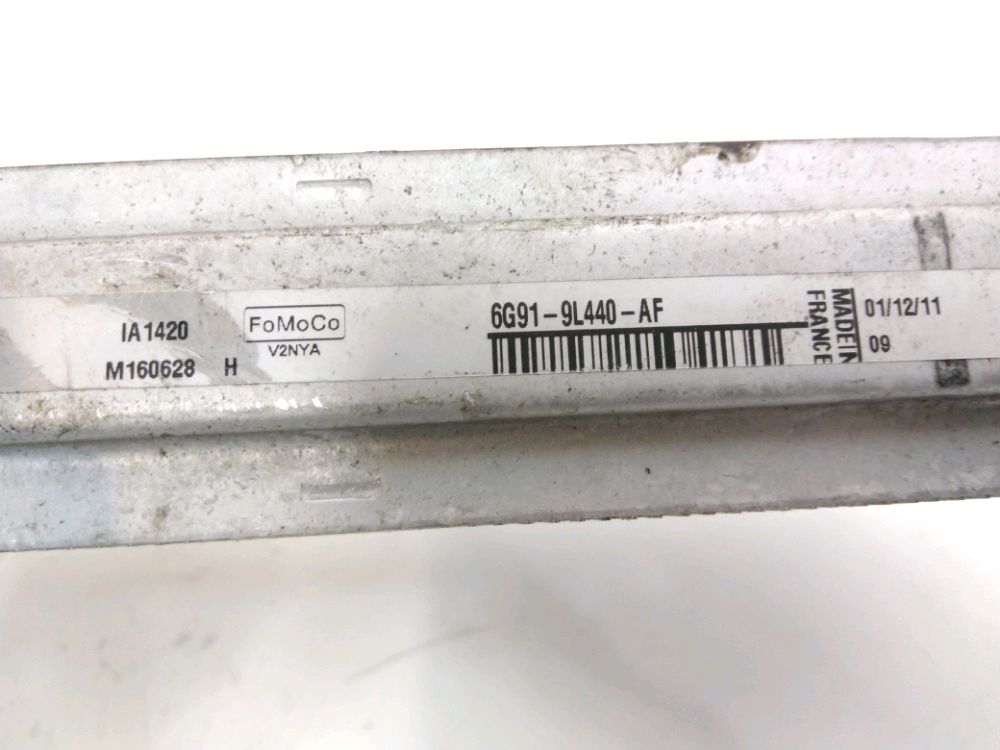 IA1420
M160628 H
FoMoCo
V2NYA
6G91-9L440-AF
MADE IN
FRANCE
01/12/11
09